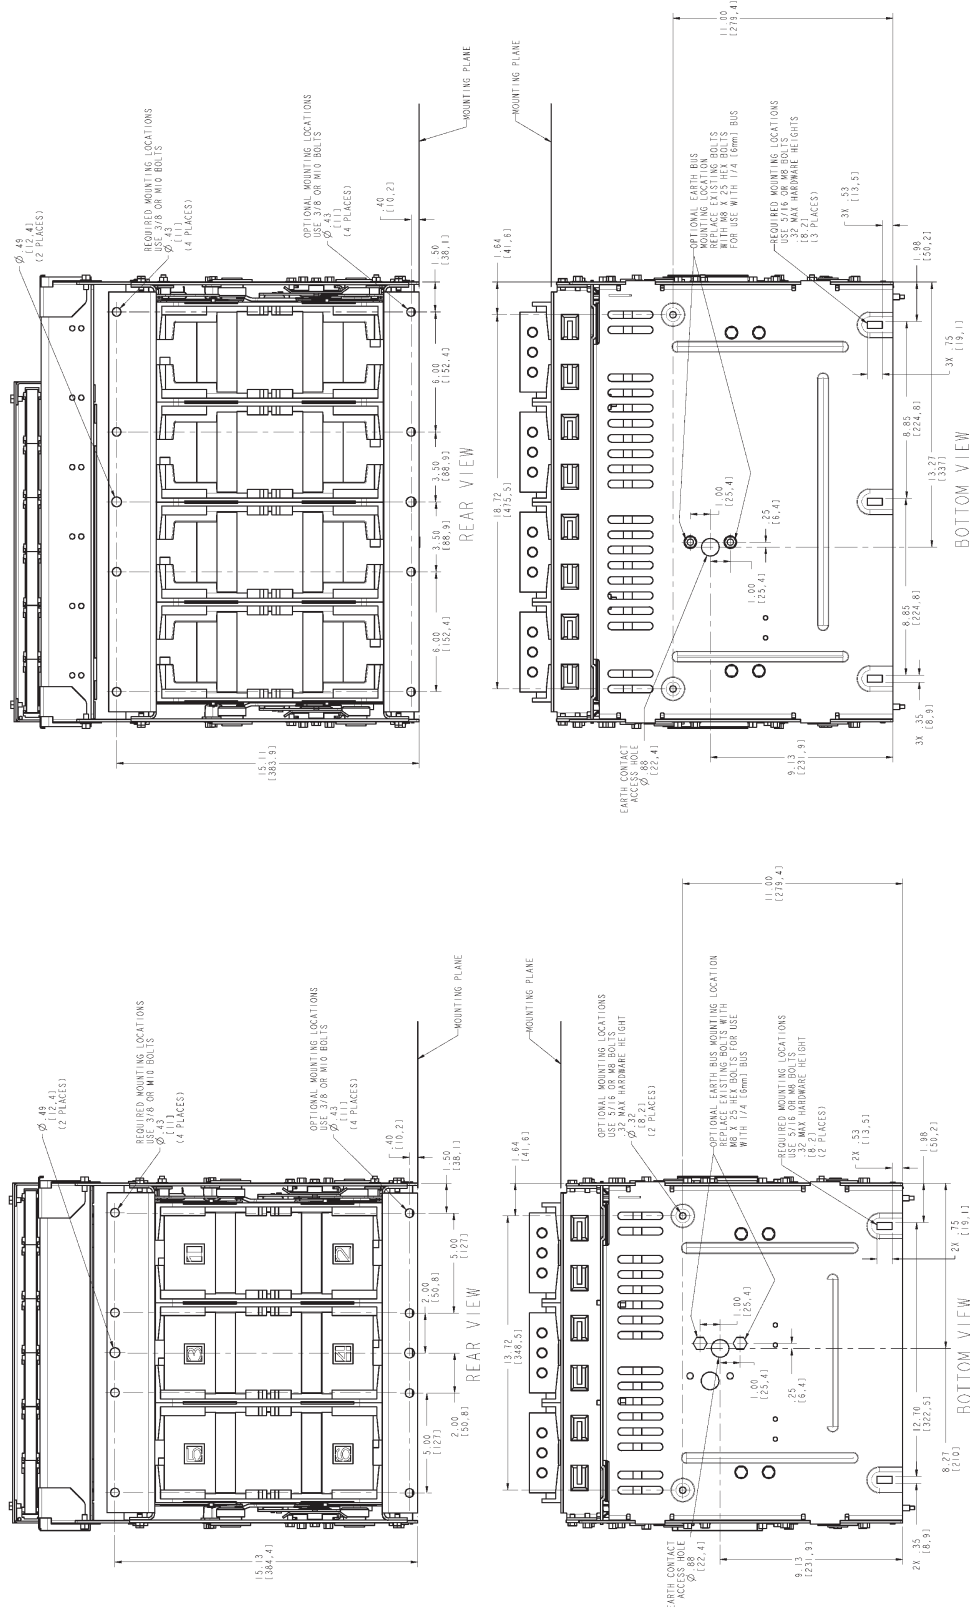 Ø.49
[12,4]
(2 PLACES)
REQUIRED MOUNTING LOCATIONS
USE 3/8 OR M10 BOLTS
Ø.43
[11]
(4 PLACES)
OPTIONAL MOUNTING LOCATIONS
USE 3/8 OR M10 BOLTS
Ø.43
[11]
(4 PLACES)
.40
[10,2]
MOUNTING PLANE
1.50
[38,1]
6.00
[152,4]
3.50
[88,9]
3.50
[88,9]
6.00
[152,4]
15.11
[383,9]
REAR VIEW
MOUNTING PLANE
1.64
[41,6]
18.72
[475,5]
11.00
[279,4]
OPTIONAL EARTH BUS
MOUNTING LOCATION
REPLACE EXISTING BOLTS
WITH M8 X 25 HEX BOLTS
FOR USE WITH 1/4 [6mm] BUS
REQUIRED MOUNTING LOCATIONS
USE 5/16 OR M8 BOLTS
.32 MAX HARDWARE HEIGHTS
[8,2]
(3 PLACES)
3X .53
[13,5]
1.98
[50,2]
3X .75
[19,1]
8.85
[224,8]
13.27
[337]
8.85
[224,8]
3X .35
[8,9]
1.00
[25,4]
.25
[6,4]
1.00
[25,4]
EARTH CONTACT
ACCESS HOLE
Ø.88
[22,4]
9.13
[231,9]
BOTTOM VIEW
Ø.49
[12,4]
(2 PLACES)
REQUIRED MOUNTING LOCATIONS
USE 3/8 OR M10 BOLTS
Ø.43
[11]
(4 PLACES)
OPTIONAL MOUNTING LOCATIONS
USE 3/8 OR M10 BOLTS
Ø.43
[11]
(4 PLACES)
.40
[10,2]
MOUNTING PLANE
1.50
[38,1]
5.00
[127]
2.00
[50,8]
2.00
[50,8]
5.00
[127]
15.13
[384,4]
1
2
3
4
5
6
REAR VIEW
MOUNTING PLANE
1.64
[41,6]
13.72
[348,5]
OPTIONAL MOUNTING LOCATIONS
USE 5/16 OR M8 BOLTS
.32 MAX HARDWARE HEIGHT
Ø.32
[8,2]
(2 PLACES)
11.00
[279,4]
OPTIONAL EARTH BUS MOUNTING LOCATION
REPLACE EXISTING BOLTS WITH
M8 X 25 HEX BOLTS FOR USE
WITH 1/4 [6mm] BUS
REQUIRED MOUNTING LOCATIONS
USE 5/16 OR M8 BOLTS
.32 MAX HARDWARE HEIGHT
[8,2]
(2 PLACES)
2X .53
[13,5]
1.98
[50,2]
2X .75
[19,1]
1.00
[25,4]
1.00
[25,4]
.25
[6,4]
12.70
[322,5]
8.27
[210]
2X .35
[8,9]
EARTH CONTACT
ACCESS HOLE
Ø.88
[22,4]
9.13
[231,9]
BOTTOM VIEW